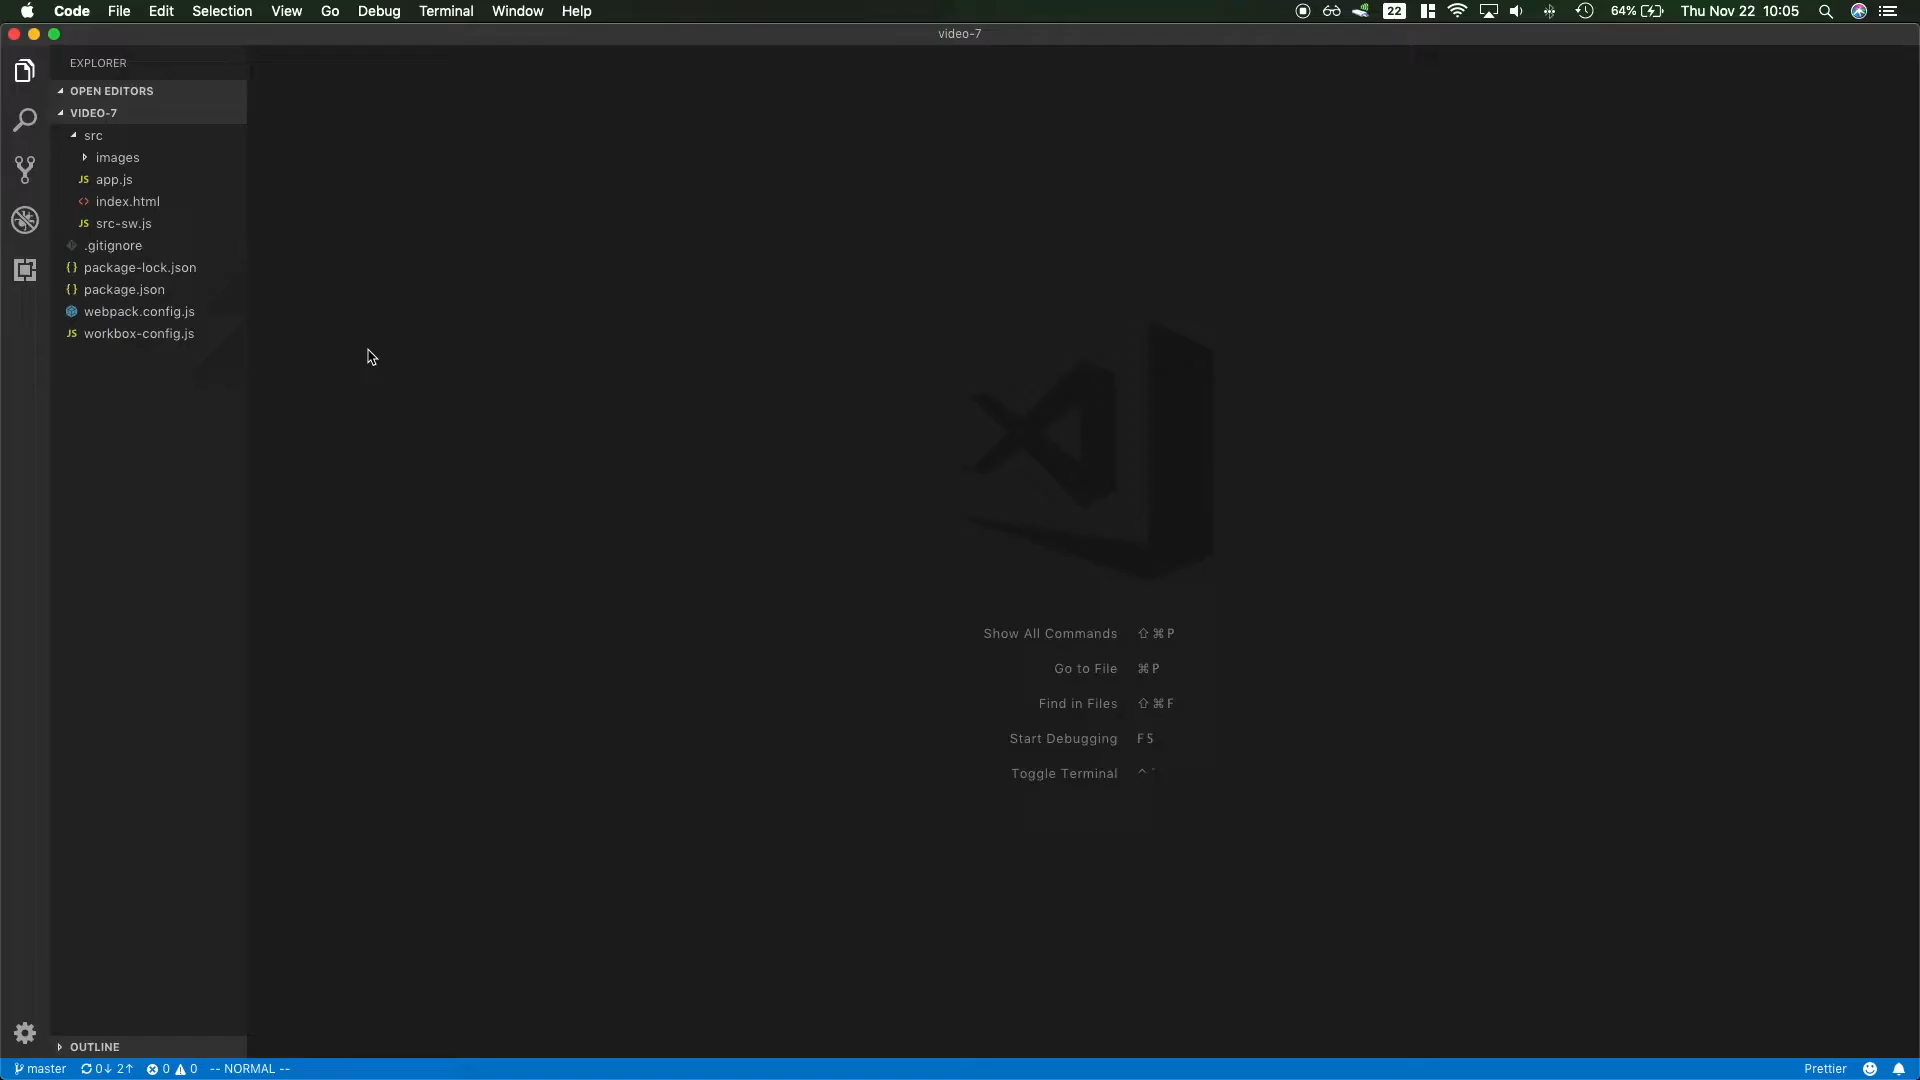 Code File Edit Selection View Go Debug Terminal Window Help 22 64% Thu Nov 22 10:05
video-7
EXPLORER
OPEN EDITORS
VIDEO-7
src
images
JS app.js
<> index.html
JS src-sw.js
.gitignore
{} package-lock.json
{} package.json
webpack.config.js
JS workbox-config.js
Show All Commands ⇧⌘P
Go to File ⌘P
Find in Files ⇧⌘F
Start Debugging F5
Toggle Terminal ^`
OUTLINE
master 0↓ 2↑ 0 0 -- NORMAL -- Prettier